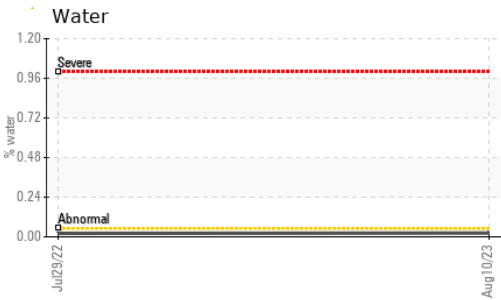 Water
1.20
Severe
0.96
0.72
% water
0.48
0.24
Abnormal
0.00
Jul29/22
Aug10/23